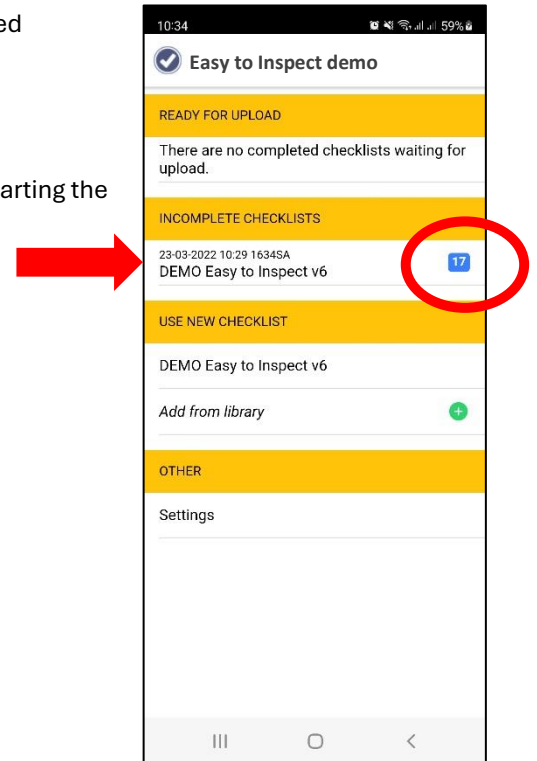 ed
arting the
10:34 59%
Easy to Inspect demo
READY FOR UPLOAD
There are no completed checklists waiting for
upload.
INCOMPLETE CHECKLISTS
23-03-2022 10:29 1634SA
DEMO Easy to Inspect v6
17
USE NEW CHECKLIST
DEMO Easy to Inspect v6
Add from library
OTHER
Settings